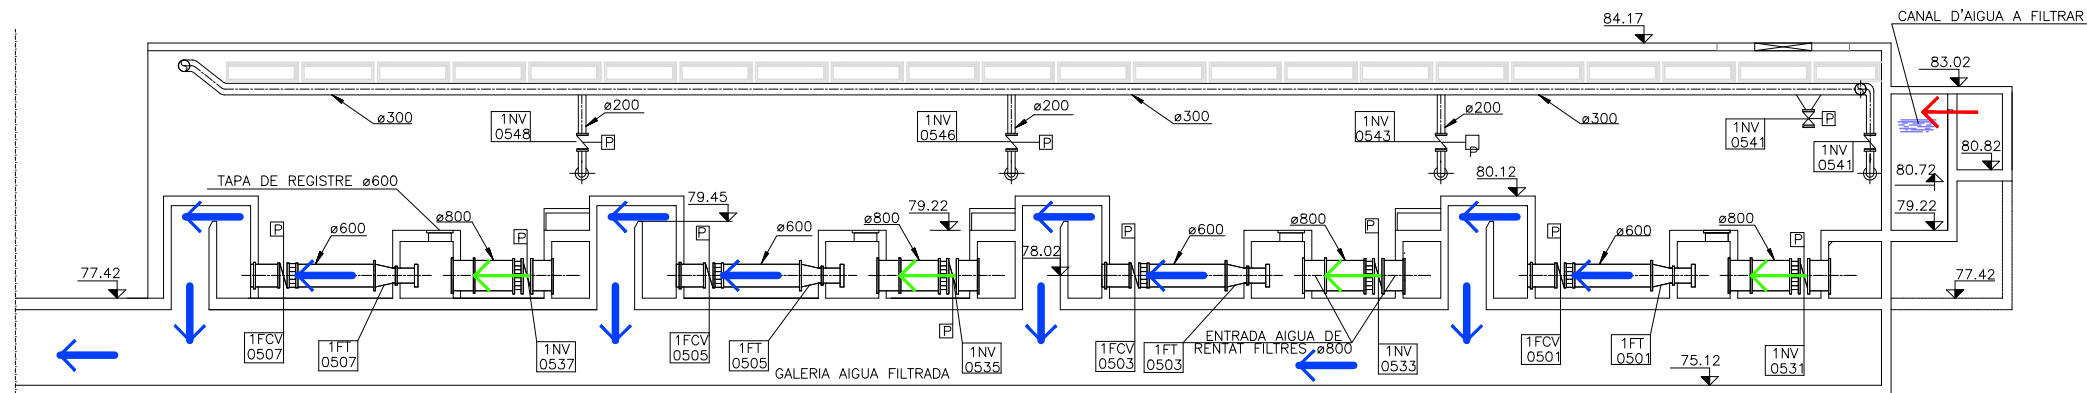 CANAL D'AIGUA A FILTRAR
84.17
83.02
ø300
1NV
0548
ø200
P
1NV
0546
ø200
P
ø300
1NV
0543
ø200
P
ø300
1NV
0541
P
1NV
0541
80.82
80.72
79.22
77.42
TAPA DE REGISTRE ø600
79.45
80.12
77.42
P
ø600
ø800
P
P
ø600
ø800
79.22
P
78.02
P
ø600
ø800
P
P
ø600
ø800
P
1FCV
0507
1FT
0507
1NV
0537
1FCV
0505
1FT
0505
1NV
0535
1FCV
0503
1FT
0503
ENTRADA AIGUA DE
RENTAT FILTRES ø800
1NV
0533
1FCV
0501
1FT
0501
1NV
0531
GALERIA AIGUA FILTRADA
75.12